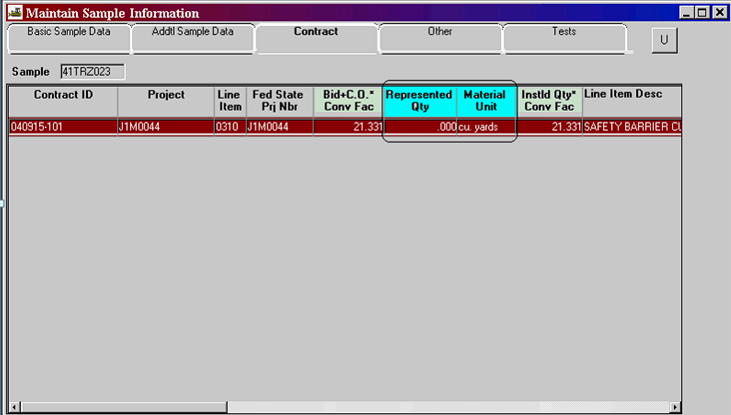 Maintain Sample Information
Basic Sample Data Addtl Sample Data Contract Other Tests U
Sample 41TRZ023
Contract ID Project Line Item Fed State Prj Nbr Bid+C.O.* Conv Fac Represented Qty Material Unit Instld Qty* Conv Fac Line Item Desc
040915-101 J1M0044 0310 J1M0044 21.331 .000 cu. yards 21.331 SAFETY BARRIER CU